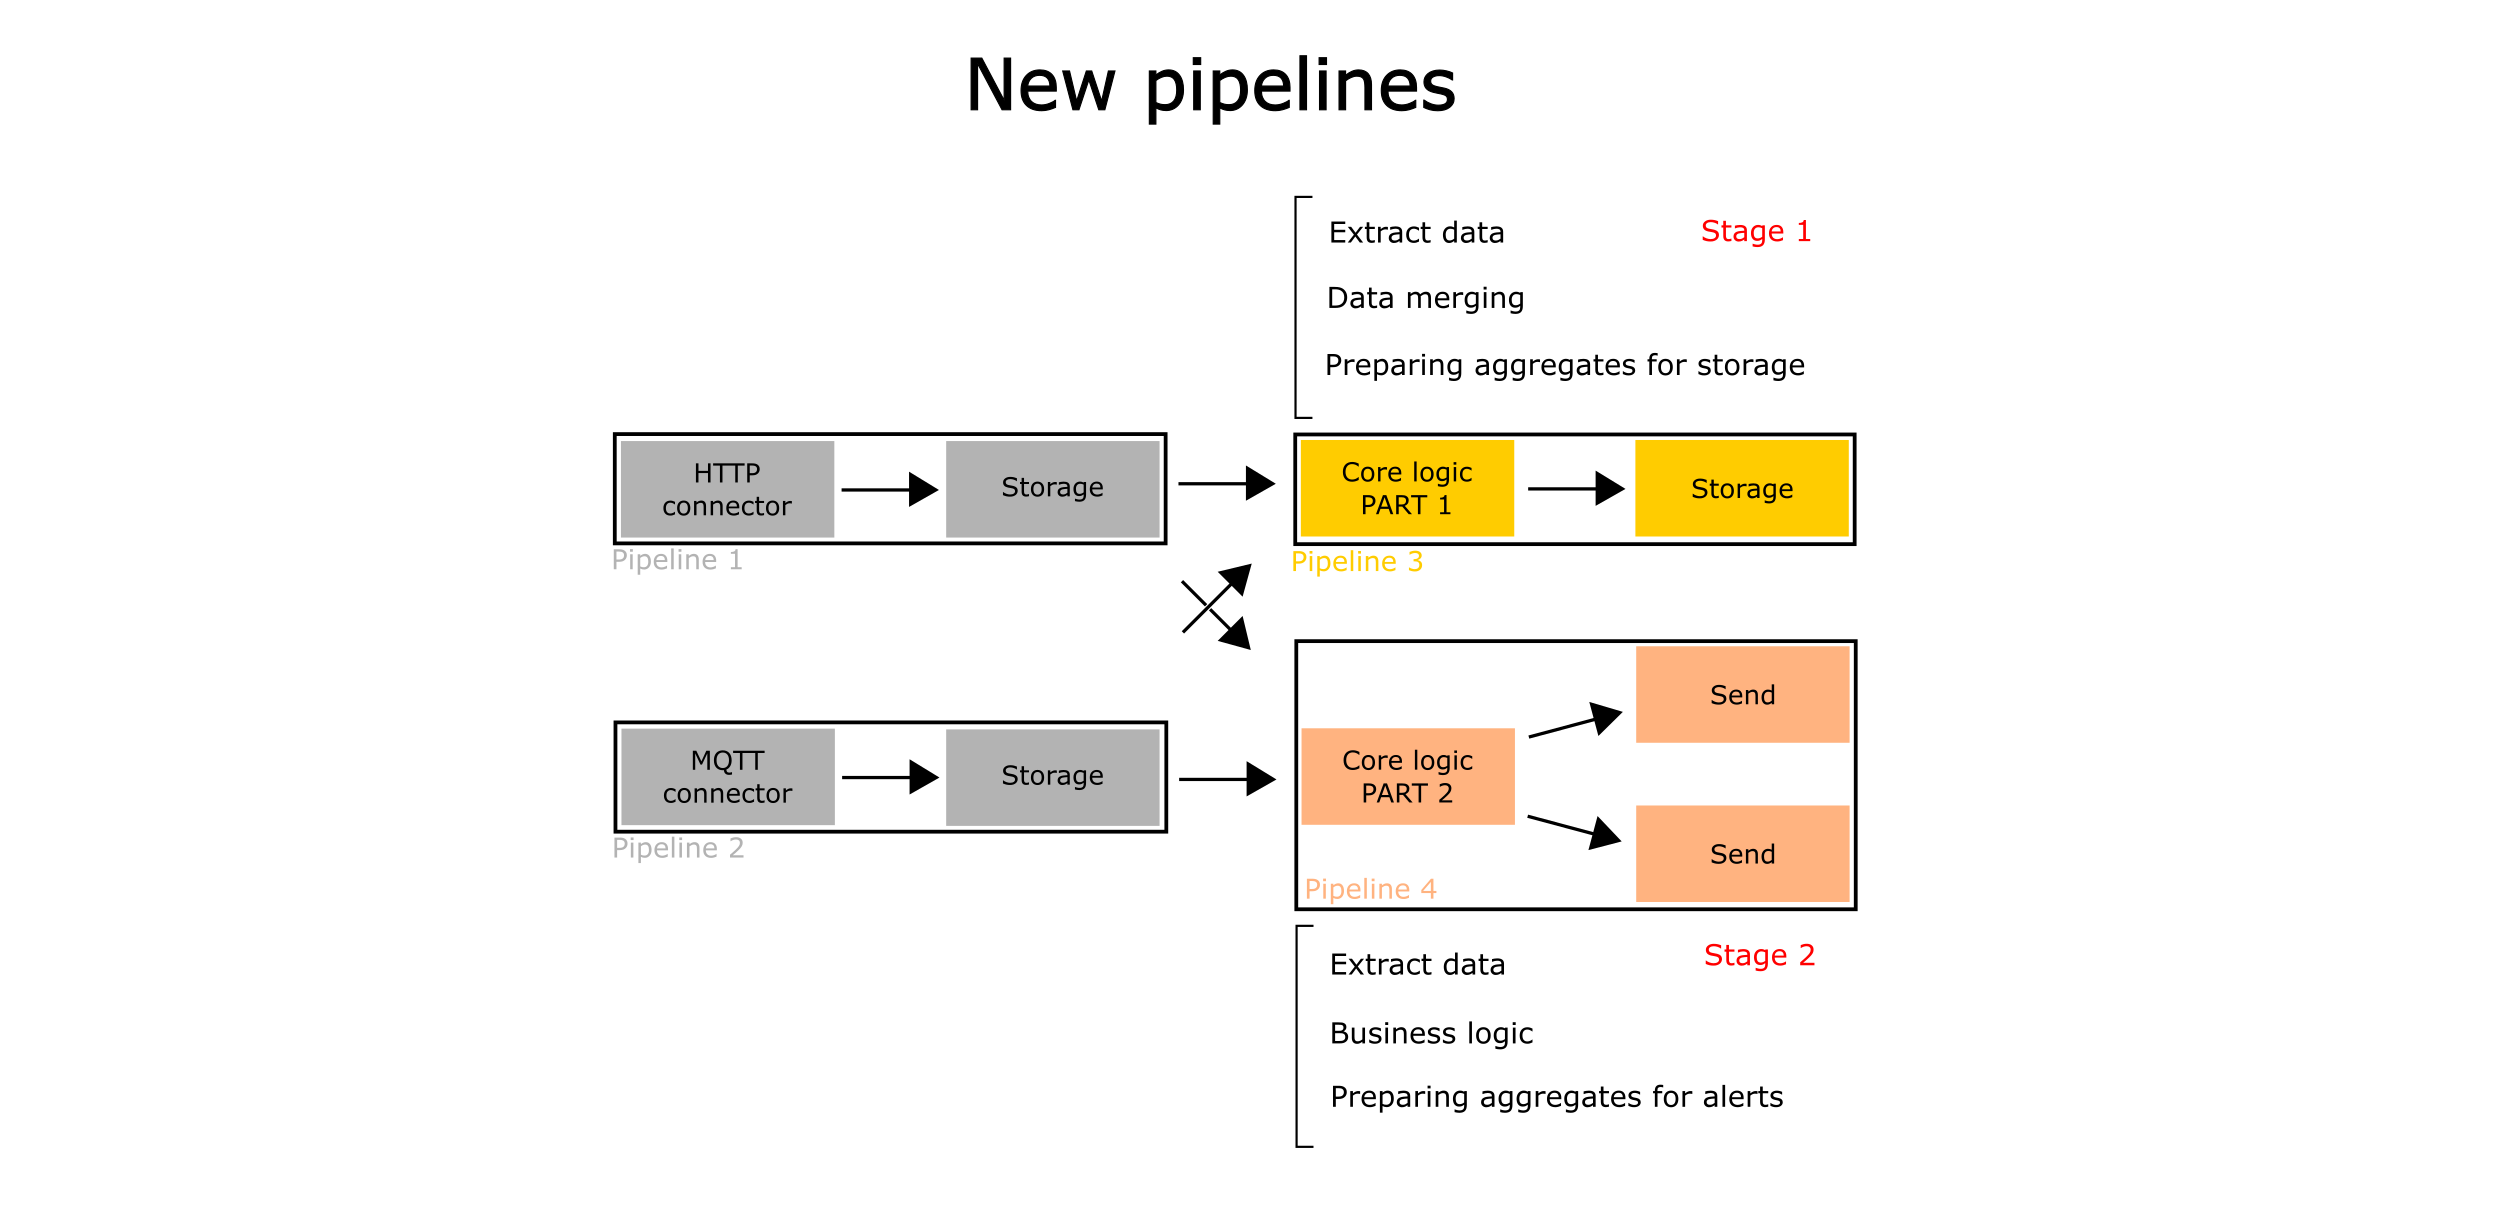 New pipelines
Extract data
Stage 1
Data merging
Preparing aggregates for storage
HTTP
connector
Storage
Core logic
PART 1
Storage
Pipeline 1
Pipeline 3
Send
MQTT
connector
Storage
Core logic
PART 2
Send
Pipeline 2
Pipeline 4
Extract data
Stage 2
Business logic
Preparing aggregates for alerts